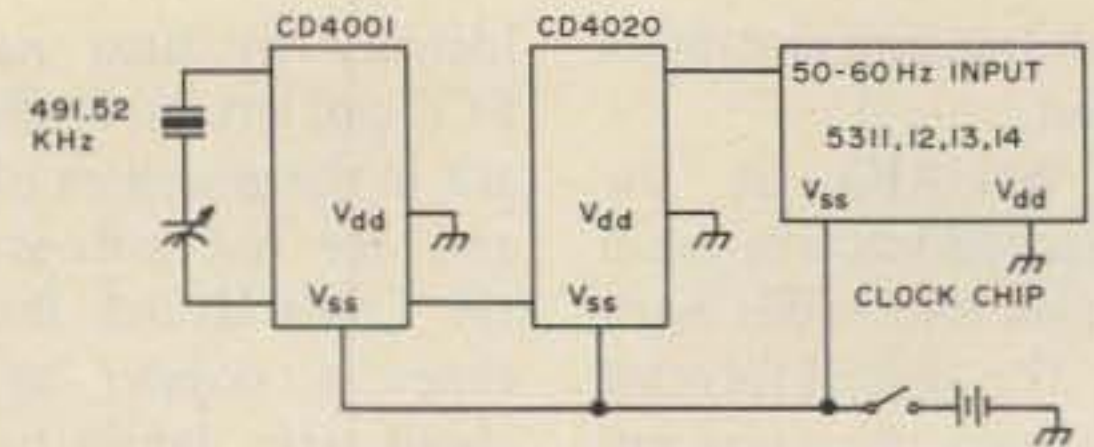 CD4001
CD4020
491.52
KHz
50-60 Hz INPUT
5311,12,13,14
Vdd
Vss
Vdd
Vss
Vss
Vdd
CLOCK CHIP